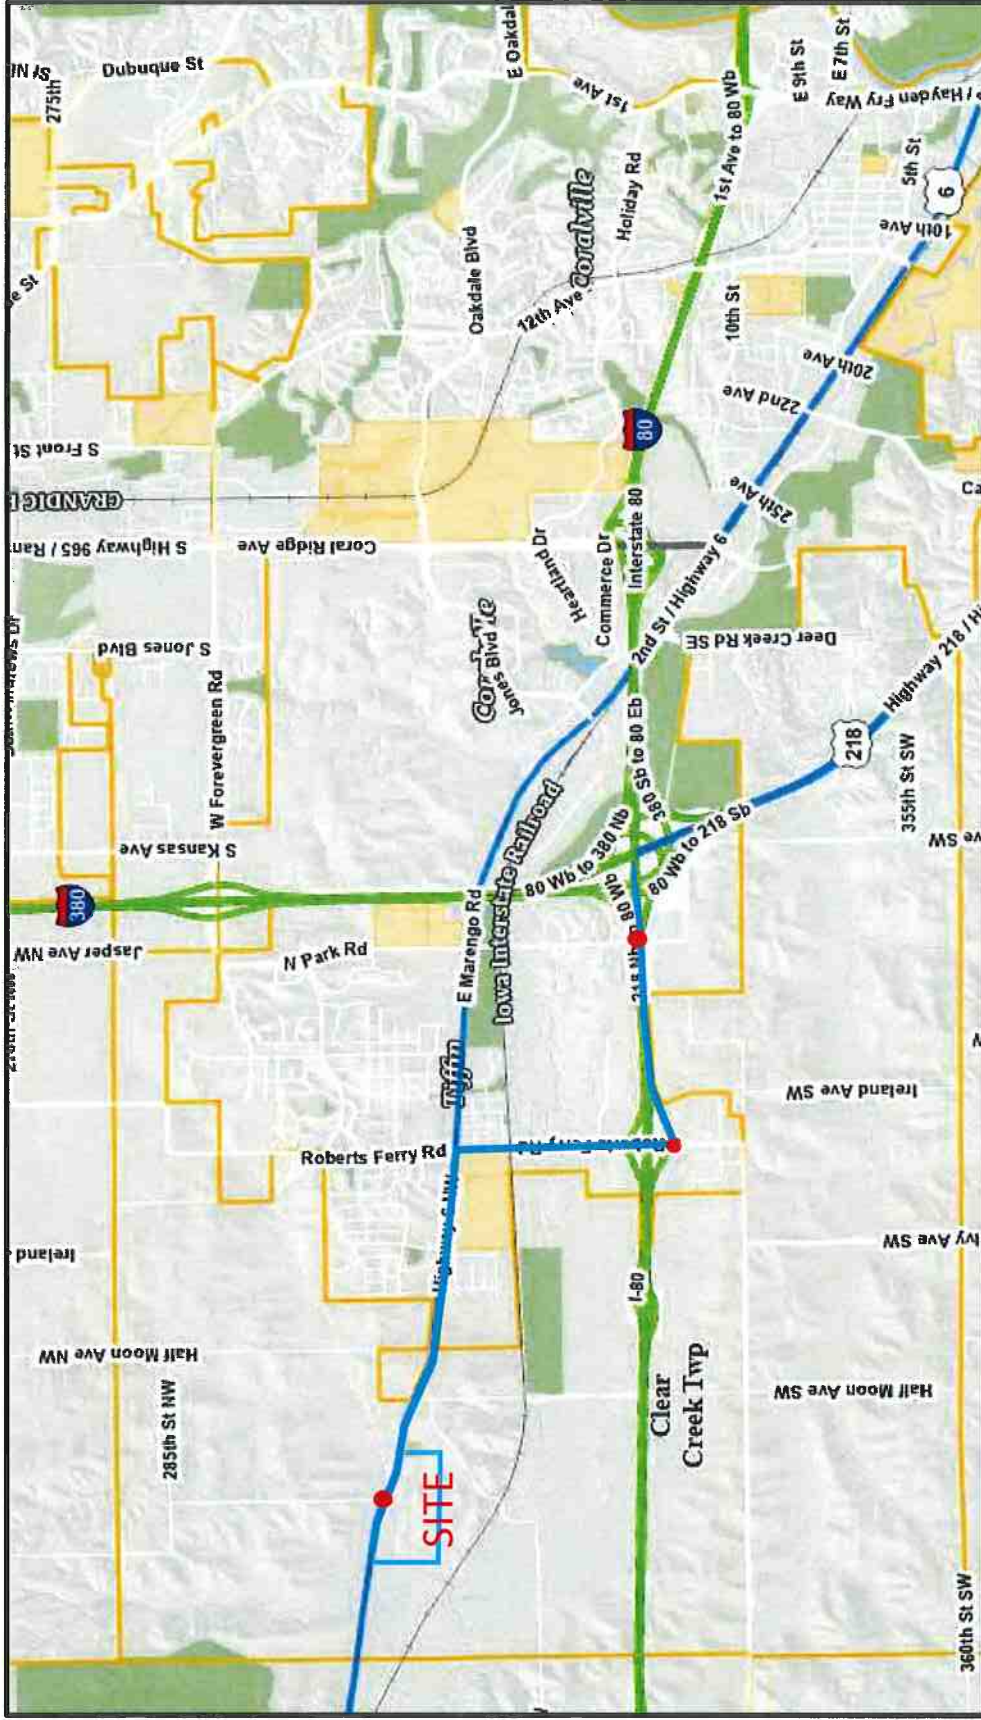 SITE
Clear
Creek Twp
Tiffin
Iowa Interstate Railroad
Coralville
CRANDIC
Dubuque St
275th
E Oakdal
1st Ave
1st Ave to 80 Wb
E 9th St
E 7th St
Hayden Fry Way
5th St
6
10th Ave
Holiday Rd
Coralville
Oakdale Blvd
12th Ave
10th St
20th Ave
22nd Ave
80
25th Ave
S Front St
S Highway 965 / Ran
Coral Ridge Ave
Heartland Dr
Commerce Dr
Interstate 80
2nd St / Highway 6
Deer Creek Rd SE
S Jones Blvd
Jones Blvd
W Forevergreen Rd
S Kansas Ave
380
Jasper Ave NW
N Park Rd
E Marengo Rd
80 Wb to 380 Nb
380 Sb to 80 Eb
80 Wb
80 Wb to 218 Sb
218
Highway 218 / H
355th St SW
Roberts Ferry Rd
Roberts Ferry Rd
Ireland Ave SW
Ireland
I-80
Ivy Ave SW
Half Moon Ave NW
Half Moon Ave SW
285th St NW
360th St SW